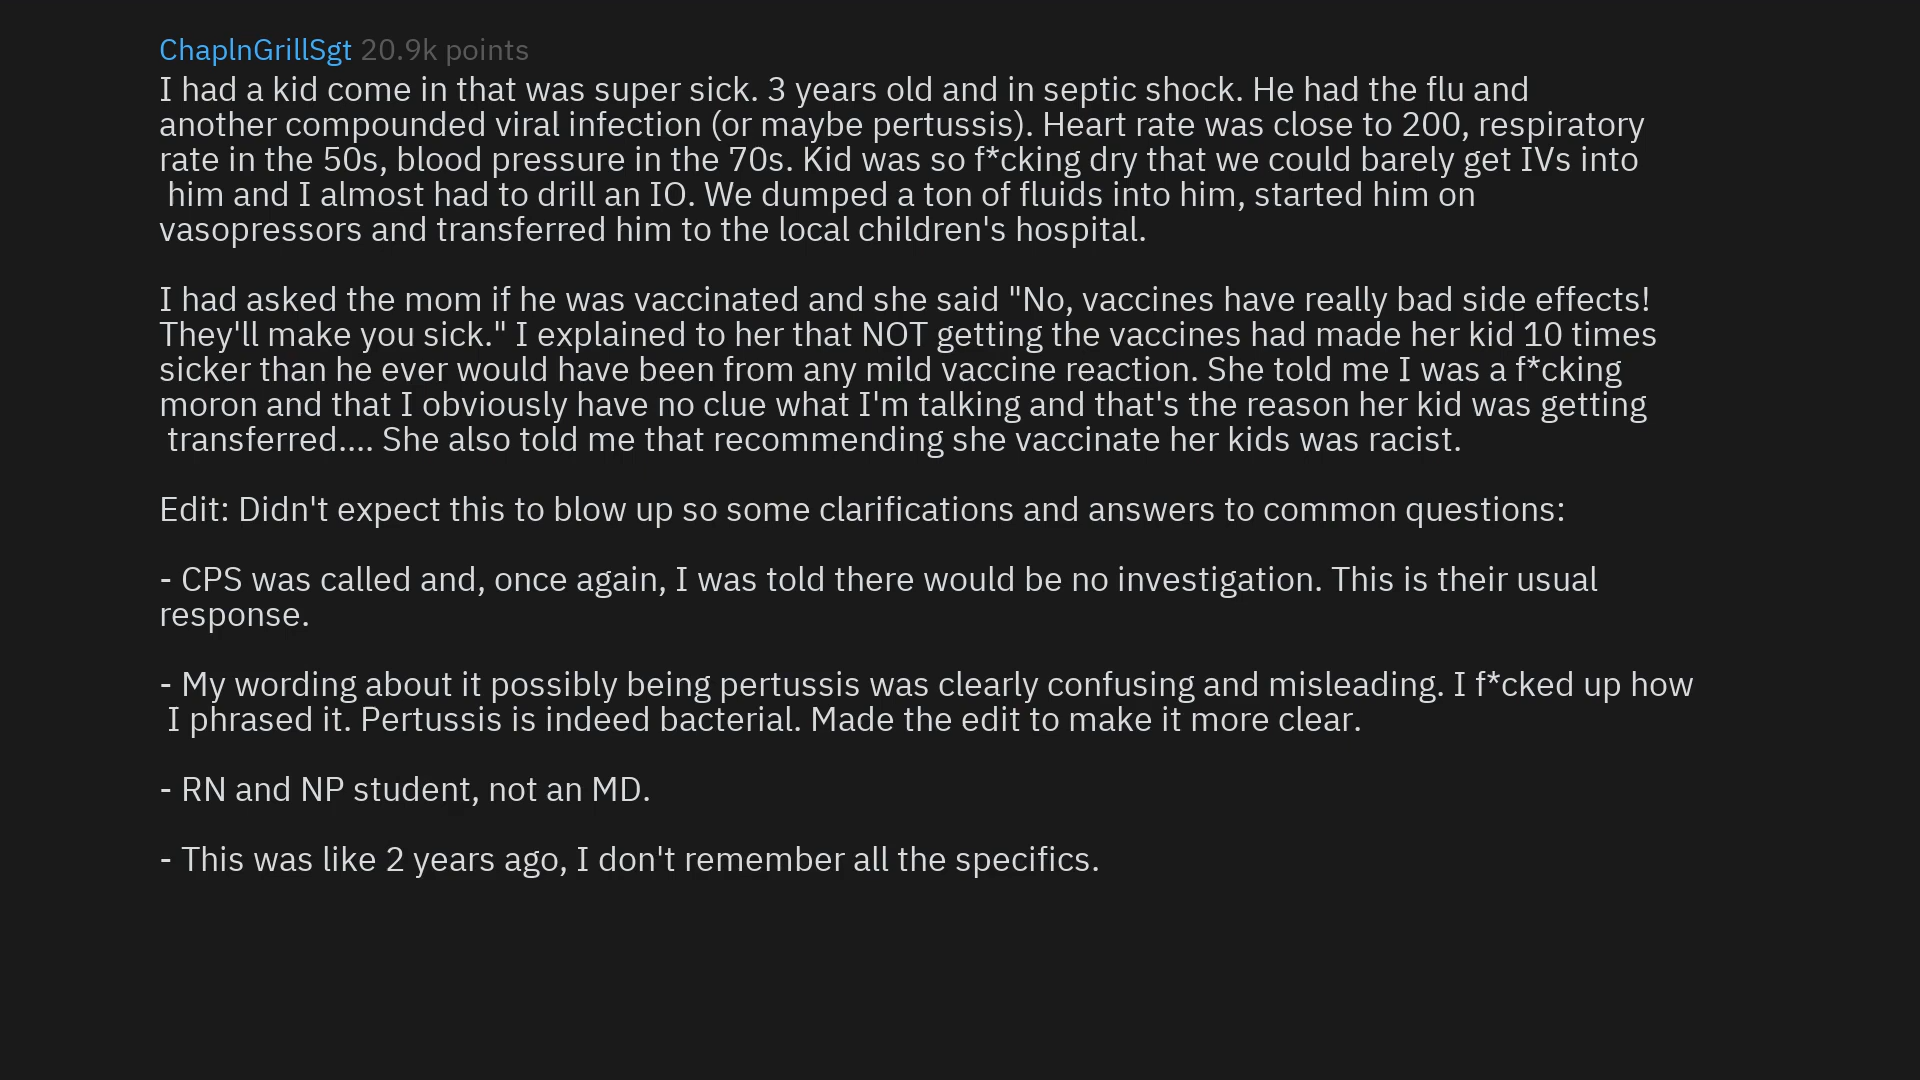 ChaplnGrillSgt 20.9k points
I had a kid come in that was super sick. 3 years old and in septic shock. He had the flu and
another compounded viral infection (or maybe pertussis). Heart rate was close to 200, respiratory
rate in the 50s, blood pressure in the 70s. Kid was so f*cking dry that we could barely get IVs into
him and I almost had to drill an IO. We dumped a ton of fluids into him, started him on
vasopressors and transferred him to the local children's hospital.
I had asked the mom if he was vaccinated and she said "No, vaccines have really bad side effects!
They'll make you sick." I explained to her that NOT getting the vaccines had made her kid 10 times
sicker than he ever would have been from any mild vaccine reaction. She told me I was a f*cking
moron and that I obviously have no clue what I'm talking and that's the reason her kid was getting
transferred.... She also told me that recommending she vaccinate her kids was racist.
Edit: Didn't expect this to blow up so some clarifications and answers to common questions:
- CPS was called and, once again, I was told there would be no investigation. This is their usual
response.
- My wording about it possibly being pertussis was clearly confusing and misleading. I f*cked up how
I phrased it. Pertussis is indeed bacterial. Made the edit to make it more clear.
- RN and NP student, not an MD.
- This was like 2 years ago, I don't remember all the specifics.